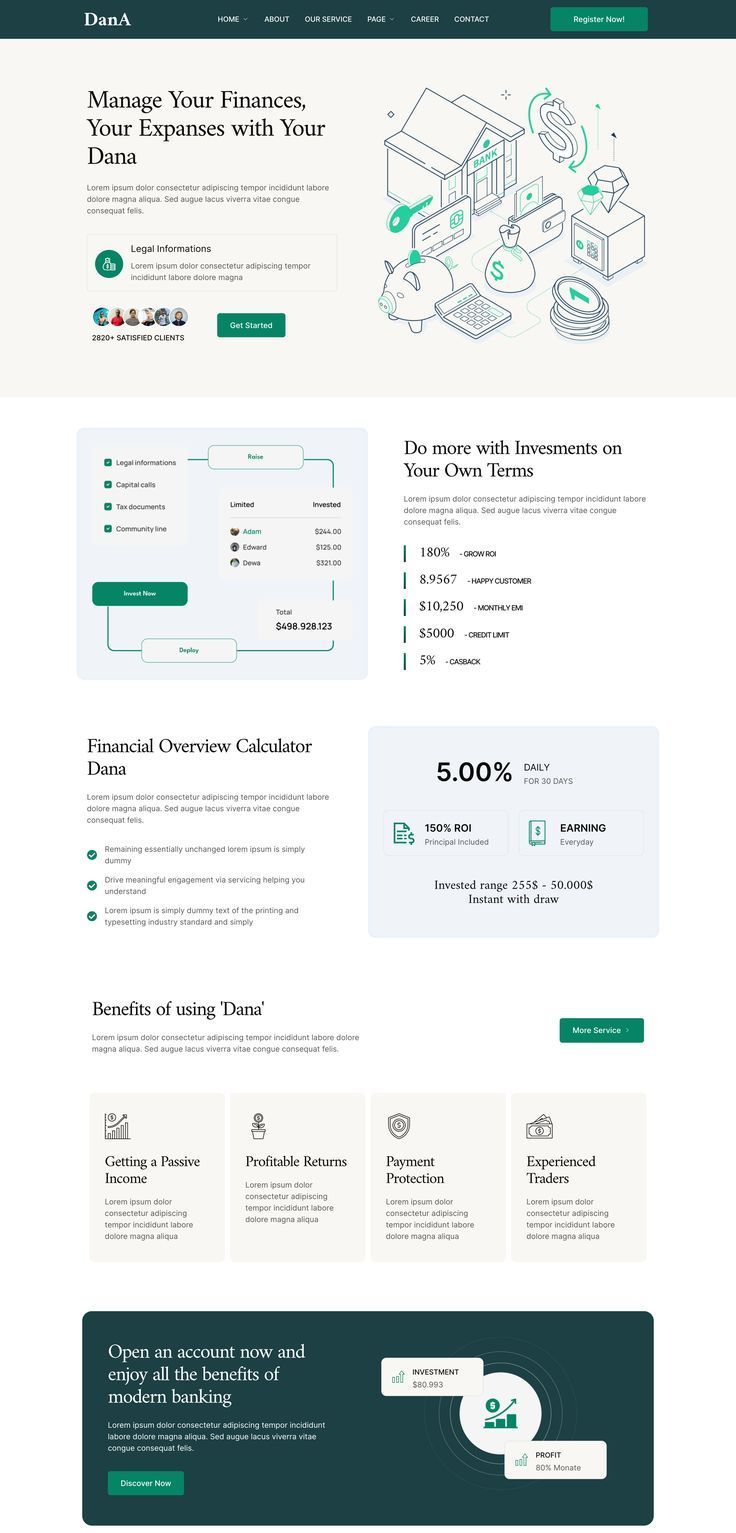 DanA
HOME
ABOUT
OUR SERVICE
PAGE
CAREER
CONTACT
Register Now!
Manage Your Finances,
Your Expanses with Your
Dana
Lorem ipsum dolor consectetur adipiscing tempor incididunt labore
dolore magna aliqua. Sed augue lacus viverra vitae congue
consequat felis.
Legal Informations
Lorem ipsum dolor consectetur adipiscing tempor
incididunt labore dolore magna
2820+ SATISFIED CLIENTS
Get Started
BANK
$
$
1
Legal informations
Capital calls
Tax documents
Community line
Raise
Limited Invested
Adam $244.00
Edward $125.00
Dewa $321.00
Invest Now
Total
$498.928.123
Deploy
Do more with Invesments on
Your Own Terms
Lorem ipsum dolor consectetur adipiscing tempor incididunt labore
dolore magna aliqua. Sed augue lacus viverra vitae congue
consequat felis.
180% - GROW ROI
8.9567 - HAPPY CUSTOMER
$10,250 - MONTHLY EMI
$5000 - CREDIT LIMIT
5% - CASBACK
Financial Overview Calculator
Dana
Lorem ipsum dolor consectetur adipiscing tempor incididunt labore
dolore magna aliqua. Sed augue lacus viverra vitae congue
consequat felis.
Remaining essentially unchanged lorem ipsum is simply
dummy
Drive meaningful engagement via servicing helping you
understand
Lorem ipsum is simply dummy text of the printing and
typesetting industry standard and simply
5.00%
DAILY
FOR 30 DAYS
150% ROI
Principal Included
EARNING
Everyday
Invested range 255$ - 50.000$
Instant with draw
Benefits of using 'Dana'
Lorem ipsum dolor consectetur adipiscing tempor incididunt labore dolore
magna aliqua. Sed augue lacus viverra vitae congue consequat felis.
More Service
Getting a Passive
Income
Lorem ipsum dolor
consectetur adipiscing
tempor incididunt labore
dolore magna aliqua
Profitable Returns
Lorem ipsum dolor
consectetur adipiscing
tempor incididunt labore
dolore magna aliqua
Payment
Protection
Lorem ipsum dolor
consectetur adipiscing
tempor incididunt labore
dolore magna aliqua
Experienced
Traders
Lorem ipsum dolor
consectetur adipiscing
tempor incididunt labore
dolore magna aliqua
Open an account now and
enjoy all the benefits of
modern banking
Lorem ipsum dolor consectetur adipiscing tempor incididunt labore
dolore magna aliqua. Sed augue lacus viverra vitae
congue consequat felis.
Discover Now
INVESTMENT
$80.993
PROFIT
80% Monate